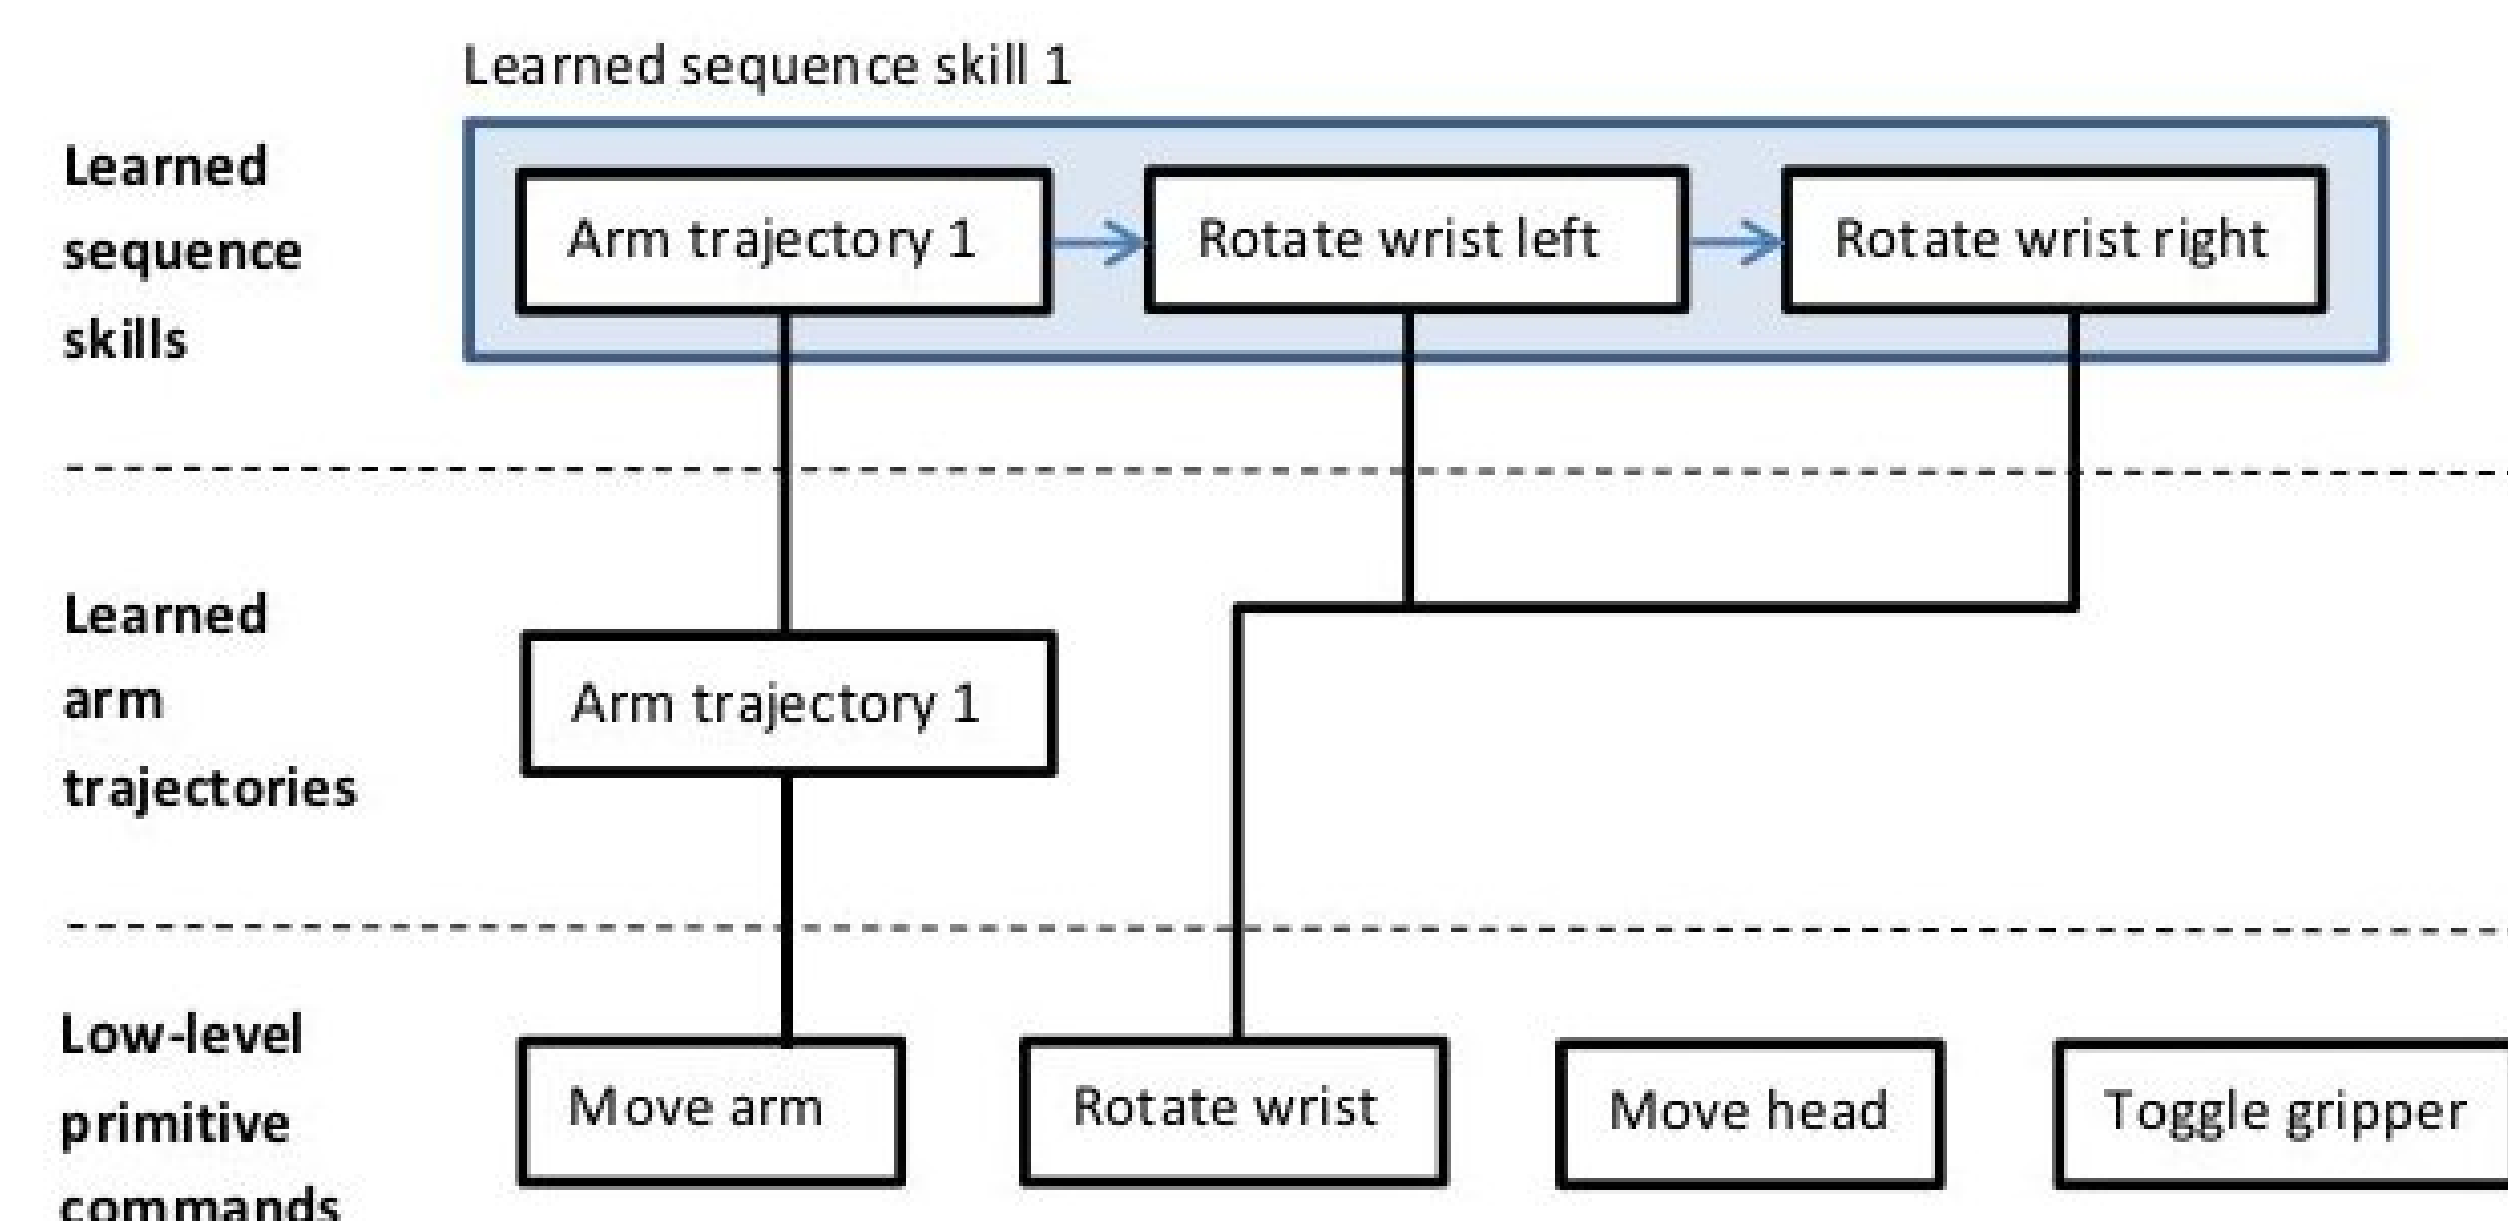 Learned sequence skill 1
Learned
sequence
skills
Arm trajectory 1
Rotate wrist left
Rotate wrist right
Learned
arm
trajectories
Arm trajectory 1
Low-level
primitive
commands
Move arm
Rotate wrist
Move head
Toggle gripper